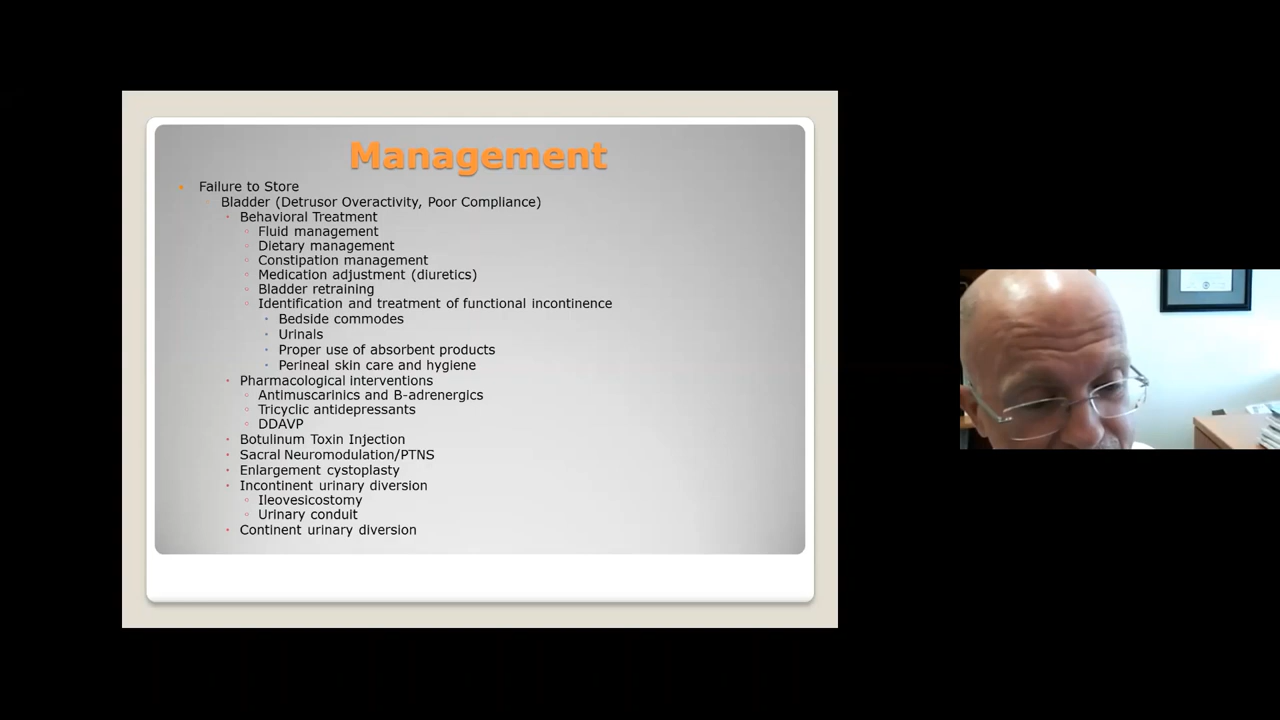 Management
Failure to Store
Bladder (Detrusor Overactivity, Poor Compliance)
Behavioral Treatment
Fluid management
Dietary management
Constipation management
Medication adjustment (diuretics)
Bladder retraining
Identification and treatment of functional incontinence
Bedside commodes
Urinals
Proper use of absorbent products
Perineal skin care and hygiene
Pharmacological interventions
Antimuscarinics and B-adrenergics
Tricyclic antidepressants
DDAVP
Botulinum Toxin Injection
Sacral Neuromodulation/PTNS
Enlargement cystoplasty
Incontinent urinary diversion
Ileovesicostomy
Urinary conduit
Continent urinary diversion